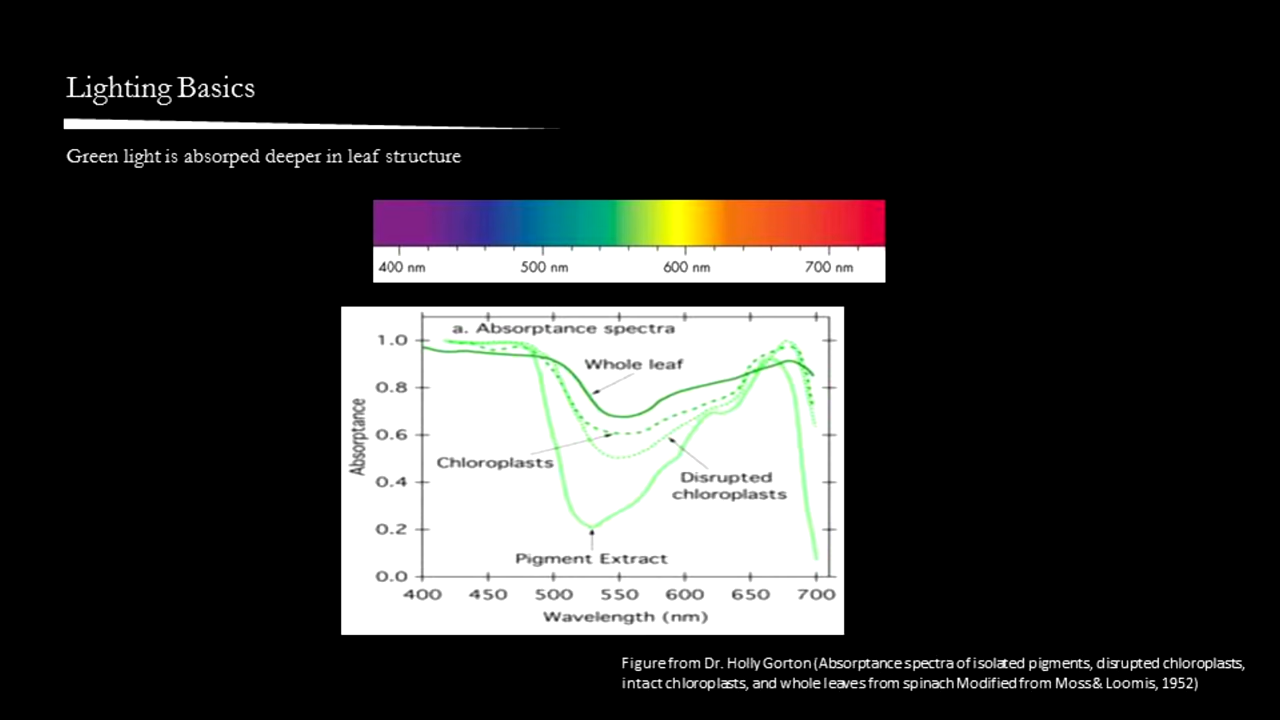 Lighting Basics
Green light is absorped deeper in leaf structure
400 nm 500 nm 600 nm 700 nm
a. Absorptance spectra
1.0
Whole leaf
0.8
Absorptance
0.6
Chloroplasts
Disrupted
chloroplasts
0.4
0.2
Pigment Extract
0.0
400 450 500 550 600 650 700
Wavelength (nm)
Figure from Dr. Holly Gorton (Absorptance spectra of isolated pigments, disrupted chloroplasts,
intact chloroplasts, and whole leaves from spinach Modified from Moss & Loomis, 1952)